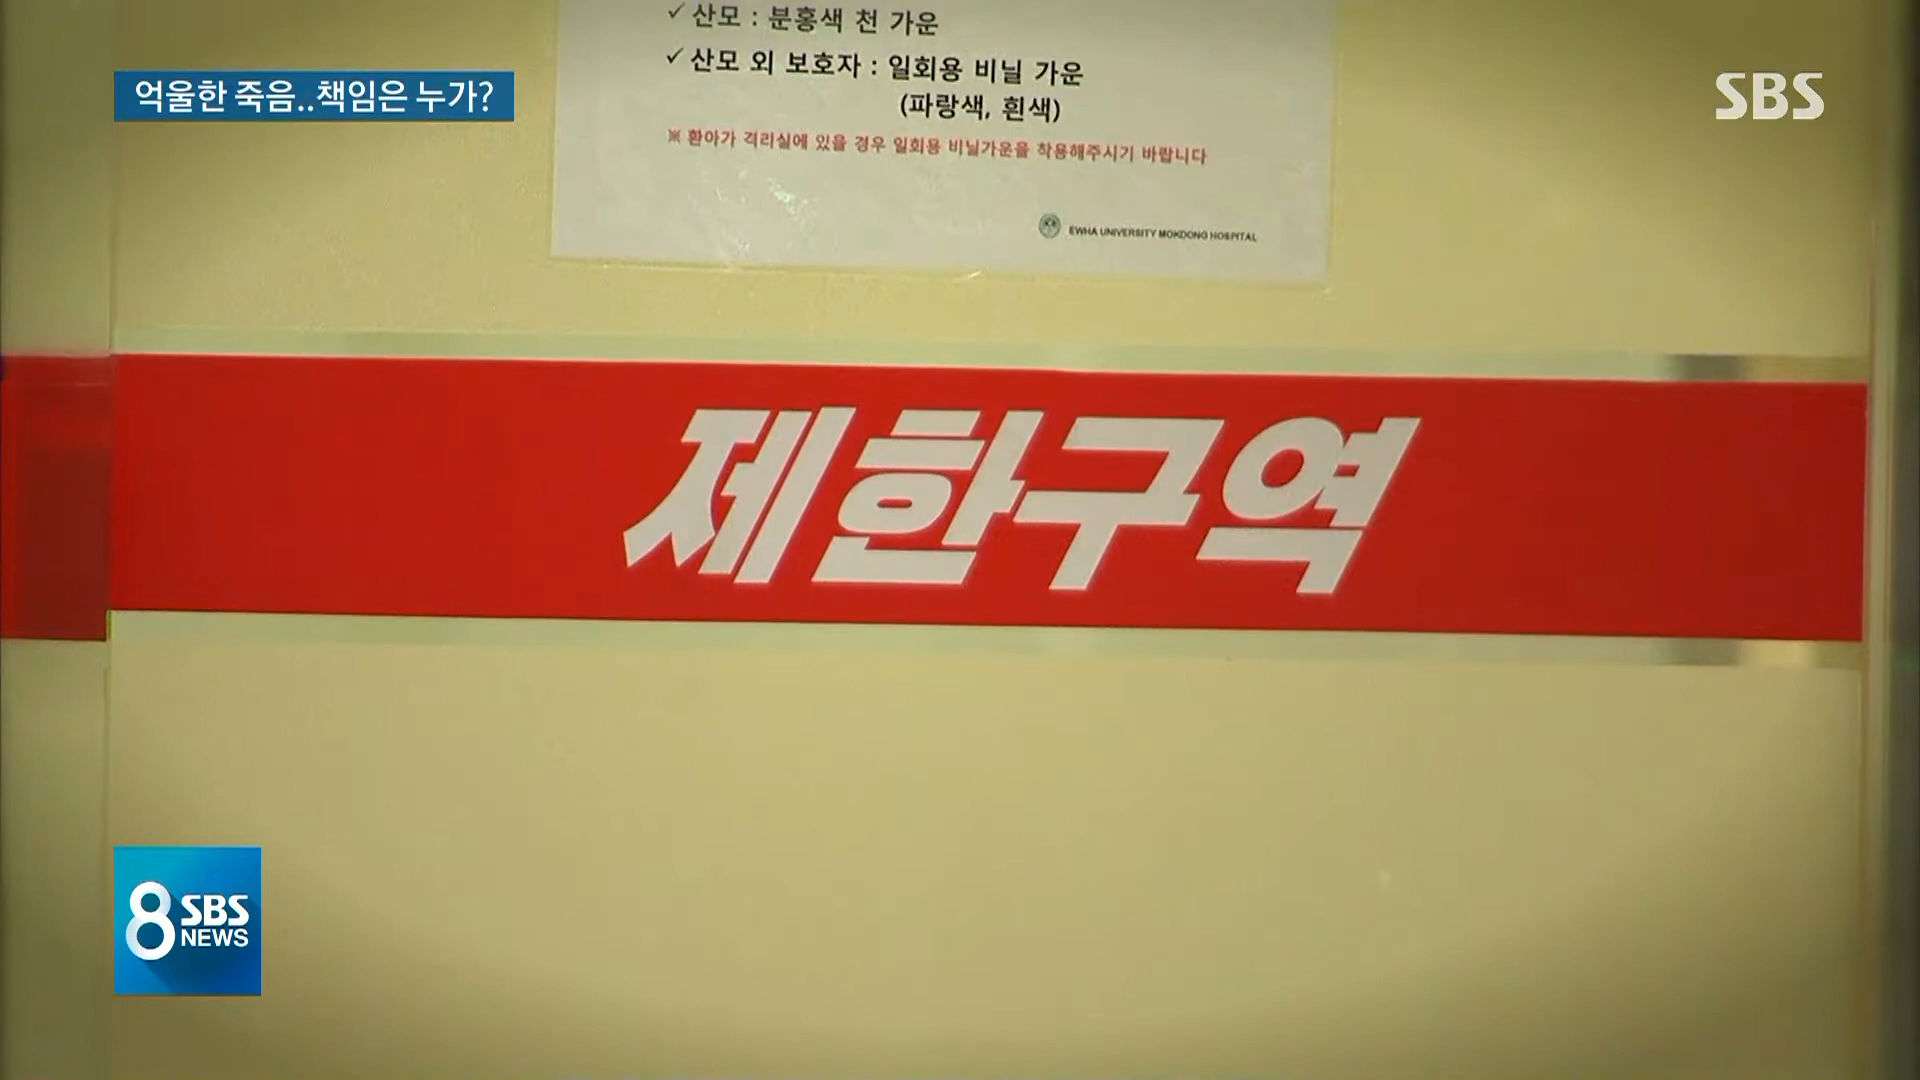 ✓ 산모 : 분홍색 천 가운
✓ 산모 외 보호자 : 일회용 비닐 가운
(파랑색, 흰색)
※ 환아가 격리실에 있을 경우 일회용 비닐가운을 착용해주시기 바랍니다
EWHA UNIVERSITY MOKDONG HOSPITAL
억울한 죽음..책임은 누가?
SBS
제한구역
8 SBS
NEWS